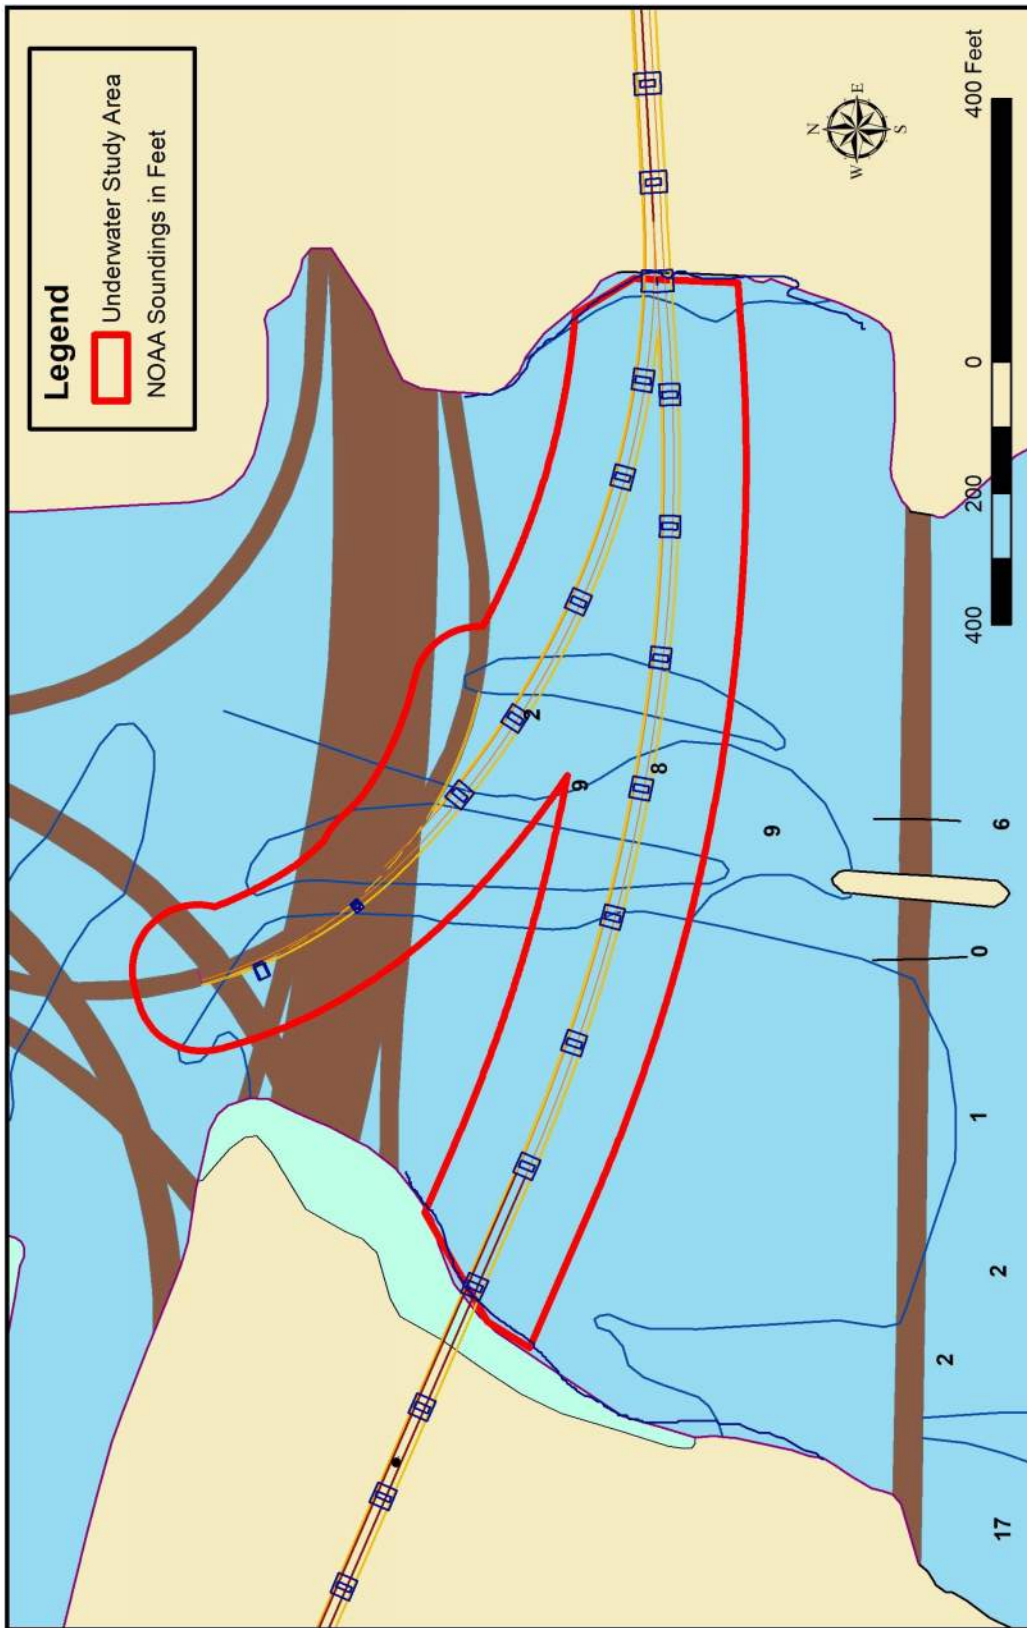 Legend
Underwater Study Area
NOAA Soundings in Feet
2
9
8
9
N
W E
S
2
400 200 0 400 Feet
1 0
17 2 6